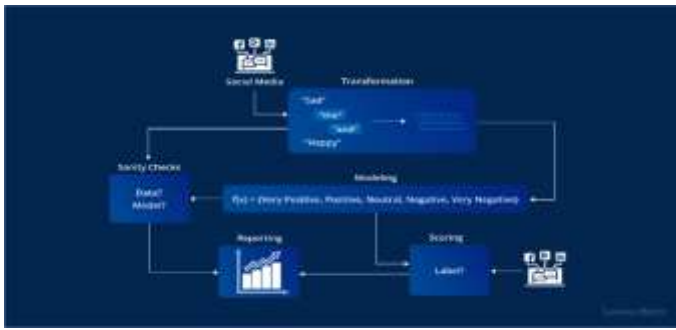 Social Media
Transformation
"Sad"
"the"
"and"
"Happy"
Sanity Checks
Data?
Model?
Modeling
f(x) = {Very Positive, Positive, Neutral, Negative, Very Negative}
Reporting
Scoring
Label?